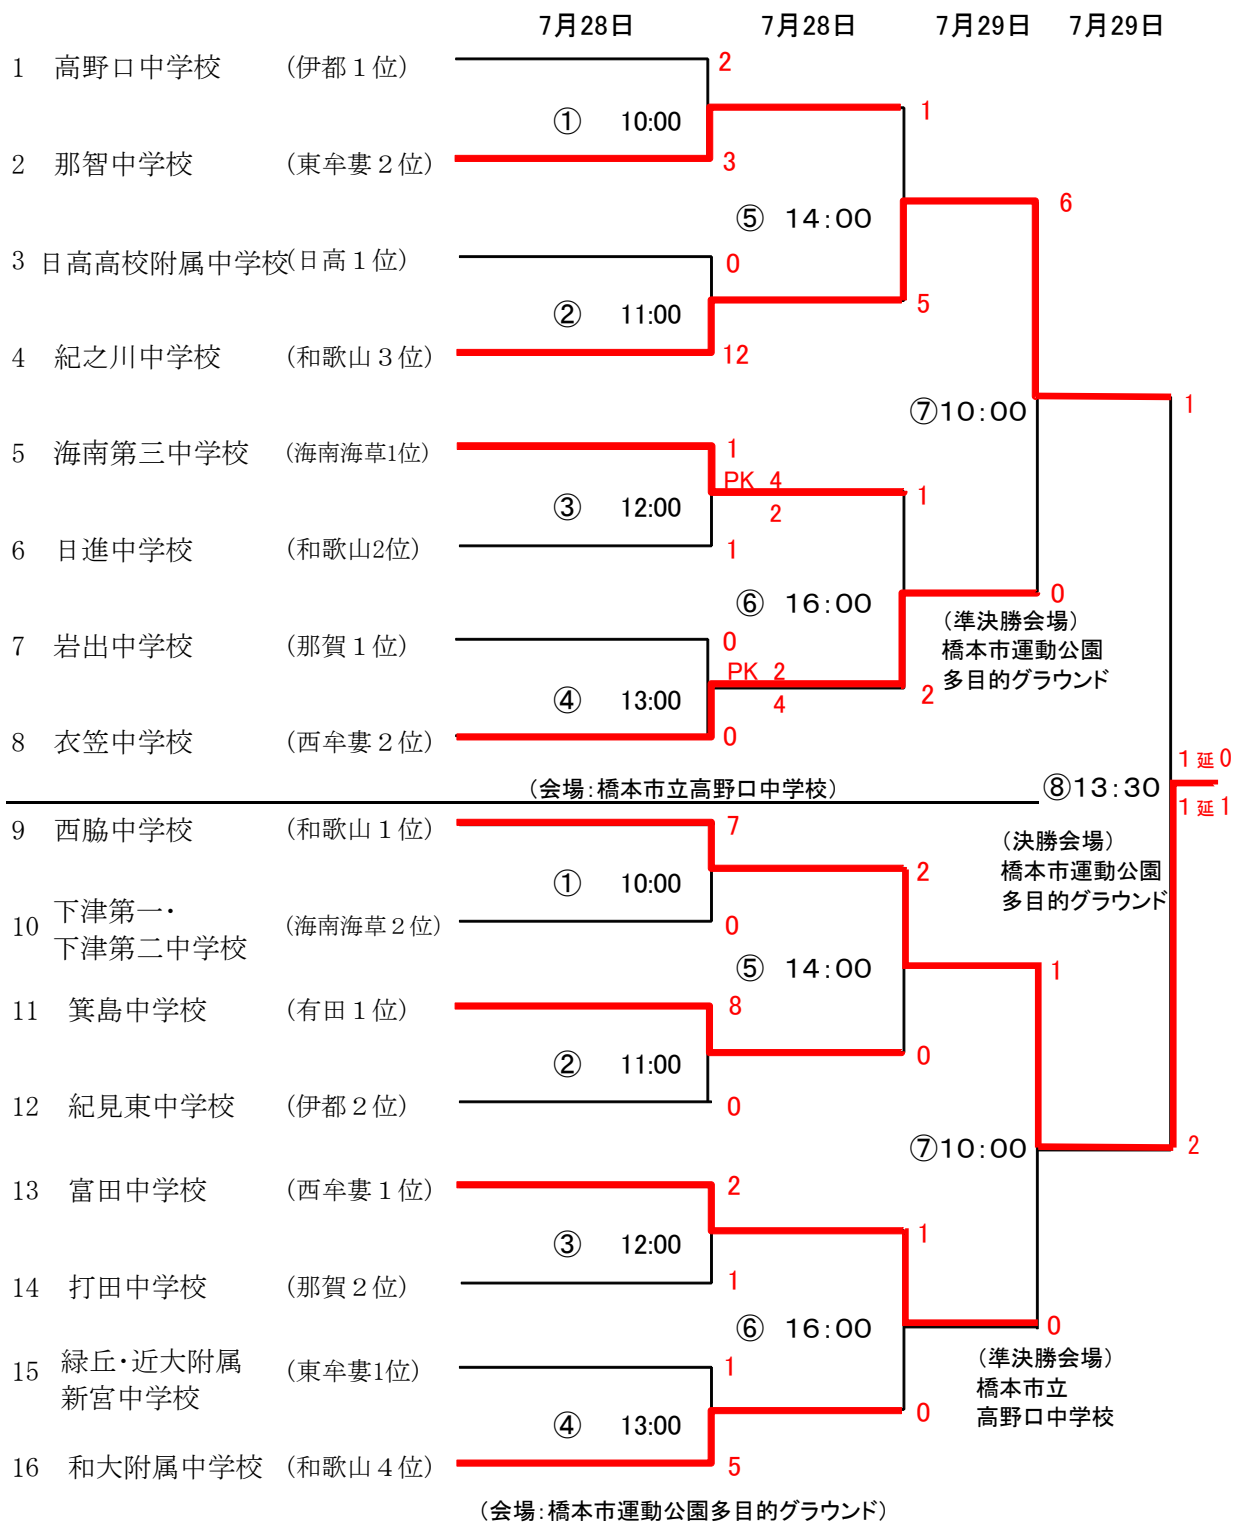 7月28日 7月28日 7月29日 7月29日
1 高野口中学校 (伊都1位) 2
① 10:00 1
2 那智中学校 (東牟婁2位) 3
⑤ 14:00 6
3 日高高校附属中学校(日高1位) 0
② 11:00 5
4 紀之川中学校 (和歌山3位) 12
⑦10:00 1
5 海南第三中学校 (海南海草1位) 1
PK 4 1
③ 12:00 2
6 日進中学校 (和歌山2位) 1
⑥ 16:00 0
7 岩出中学校 (那賀1位) 0
(準決勝会場)
橋本市運動公園
多目的グラウンド
PK 2
④ 13:00 4 2
8 衣笠中学校 (西牟婁2位) 0
1 延 0
(会場:橋本市立高野口中学校) ⑧13:30
1 延 1
9 西脇中学校 (和歌山1位) 7
(決勝会場)
橋本市運動公園
多目的グラウンド
① 10:00 2
10 下津第一・
下津第二中学校 (海南海草2位) 0
⑤ 14:00 1
11 箕島中学校 (有田1位) 8
② 11:00 0
12 紀見東中学校 (伊都2位) 0
⑦10:00 2
13 富田中学校 (西牟婁1位) 2
③ 12:00 1
14 打田中学校 (那賀2位) 1
⑥ 16:00 0
15 緑丘・近大附属
新宮中学校 (東牟婁1位) 1
(準決勝会場)
橋本市立
高野口中学校
④ 13:00 0
16 和大附属中学校 (和歌山4位) 5
(会場:橋本市運動公園多目的グラウンド)